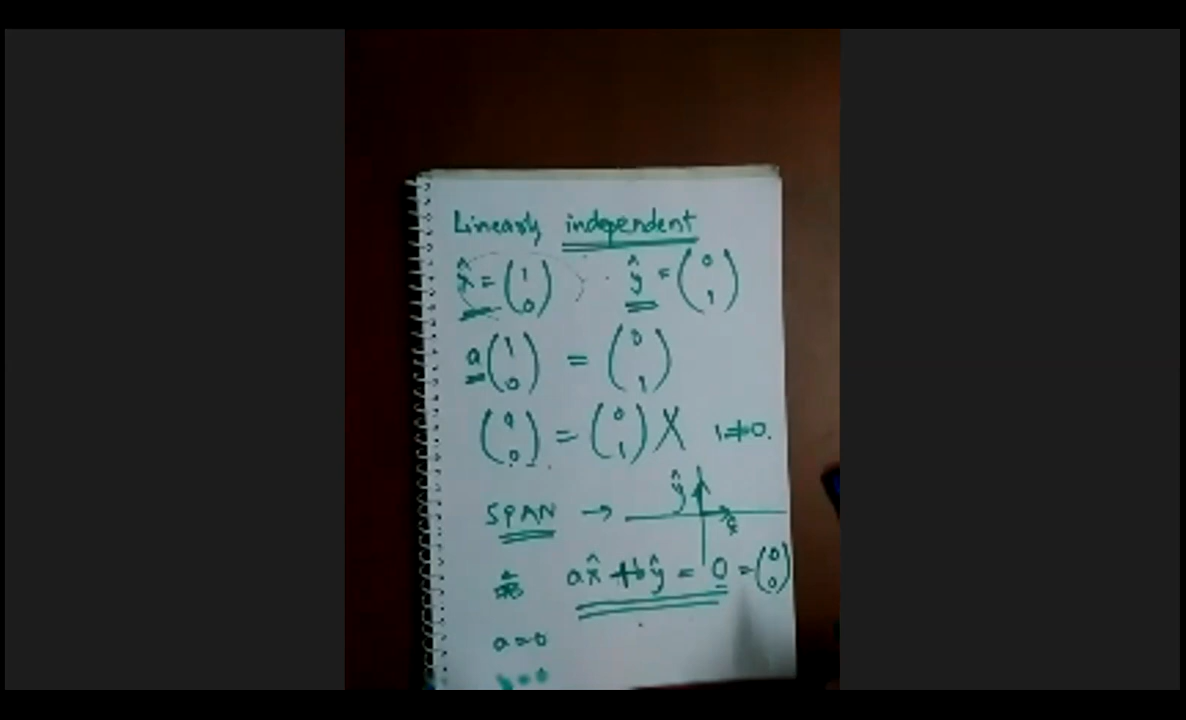 Linearly independent
x̂ = (1 0) ŷ = (0 1)
a (1 0) = (0 1)
(a 0) = (0 1) X 1≠0.
SPAN → ŷ
ax̂ + bŷ = 0 = (0 0)
a=0
b=0